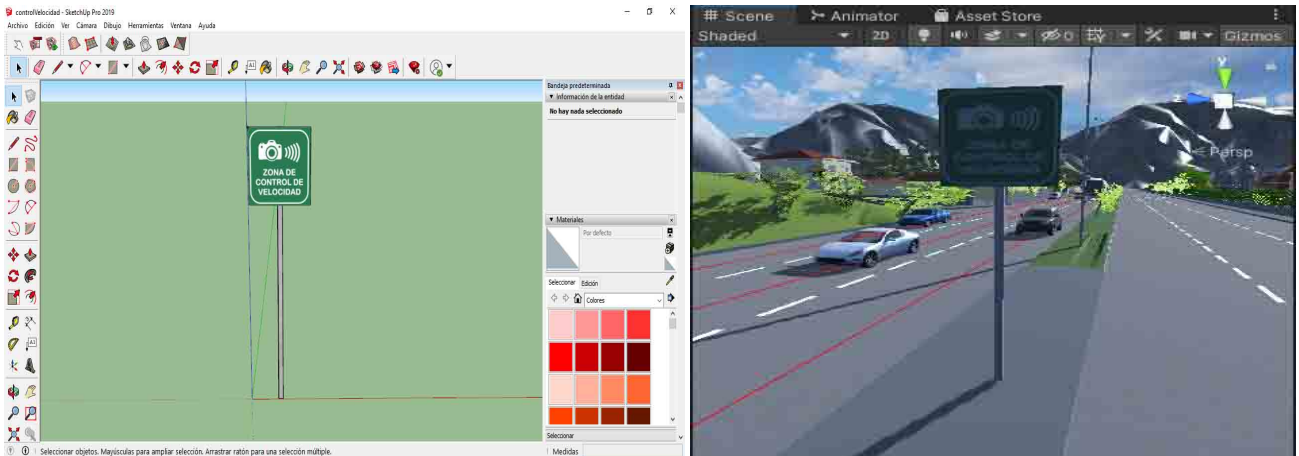 controlVelocidad - SketchUp Pro 2019
Archivo Edición Ver Cámara Dibujo Herramientas Ventana Ayuda
Bandeja predeterminada
Información de la entidad
No hay nada seleccionado
ZONA DE
CONTROL DE
VELOCIDAD
Materiales
Por defecto
Seleccionar Edición
Colores
Seleccionar
Seleccionar objetos. Mayúsculas para ampliar selección. Arrastrar ratón para una selección múltiple.
Medidas
Scene Animator Asset Store
Shaded 2D 0 Gizmos
y
Persp
ZONA DE
CONTROL DE
VELOCIDAD